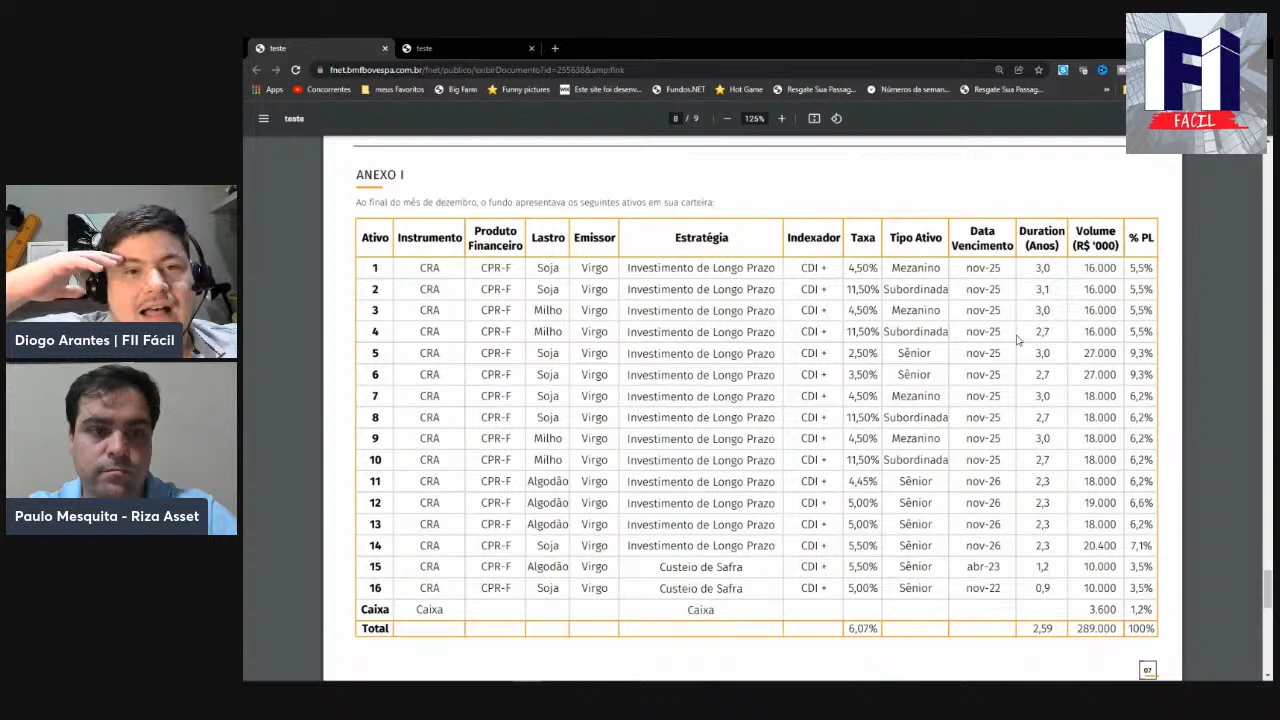 teste
teste
fnet.bmfbovespa.com.br/fnet/publico/exibirDocumento?id=255638&amp;flnk
Apps Concorrentes meus Favoritos Big Farm Funny pictures Este site foi desenv... Fundos.NET Resgate Sua Passag... Hot Game Números da seman... Resgate Sua Passag... »
teste 8 / 9 125%
FII
FÁCIL
ANEXO I
Ao final do mês de dezembro, o fundo apresentava os seguintes ativos em sua carteira:
Ativo Instrumento Produto Financeiro Lastro Emissor Estratégia Indexador Taxa Tipo Ativo Data Vencimento Duration (Anos) Volume (R$ '000) % PL
1 CRA CPR-F Soja Virgo Investimento de Longo Prazo CDI + 4,50% Mezanino nov-25 3,0 16.000 5,5%
2 CRA CPR-F Soja Virgo Investimento de Longo Prazo CDI + 11,50% Subordinada nov-25 3,1 16.000 5,5%
3 CRA CPR-F Milho Virgo Investimento de Longo Prazo CDI + 4,50% Mezanino nov-25 3,0 16.000 5,5%
4 CRA CPR-F Milho Virgo Investimento de Longo Prazo CDI + 11,50% Subordinada nov-25 2,7 16.000 5,5%
5 CRA CPR-F Soja Virgo Investimento de Longo Prazo CDI + 2,50% Sênior nov-25 3,0 27.000 9,3%
6 CRA CPR-F Soja Virgo Investimento de Longo Prazo CDI + 3,50% Sênior nov-25 2,7 27.000 9,3%
7 CRA CPR-F Soja Virgo Investimento de Longo Prazo CDI + 4,50% Mezanino nov-25 3,0 18.000 6,2%
8 CRA CPR-F Soja Virgo Investimento de Longo Prazo CDI + 11,50% Subordinada nov-25 2,7 18.000 6,2%
9 CRA CPR-F Milho Virgo Investimento de Longo Prazo CDI + 4,50% Mezanino nov-25 3,0 18.000 6,2%
10 CRA CPR-F Milho Virgo Investimento de Longo Prazo CDI + 11,50% Subordinada nov-25 2,7 18.000 6,2%
11 CRA CPR-F Algodão Virgo Investimento de Longo Prazo CDI + 4,45% Sênior nov-26 2,3 18.000 6,2%
12 CRA CPR-F Algodão Virgo Investimento de Longo Prazo CDI + 5,00% Sênior nov-26 2,3 19.000 6,6%
13 CRA CPR-F Algodão Virgo Investimento de Longo Prazo CDI + 5,00% Sênior nov-26 2,3 18.000 6,2%
14 CRA CPR-F Soja Virgo Investimento de Longo Prazo CDI + 5,50% Sênior nov-26 2,3 20.400 7,1%
15 CRA CPR-F Algodão Virgo Custeio de Safra CDI + 5,50% Sênior abr-23 1,2 10.000 3,5%
16 CRA CPR-F Soja Virgo Custeio de Safra CDI + 5,00% Sênior nov-22 0,9 10.000 3,5%
Caixa Caixa Caixa 3.600 1,2%
Total 6,07% 2,59 289.000 100%
07
Diogo Arantes | FII Fácil
Paulo Mesquita - Riza Asset